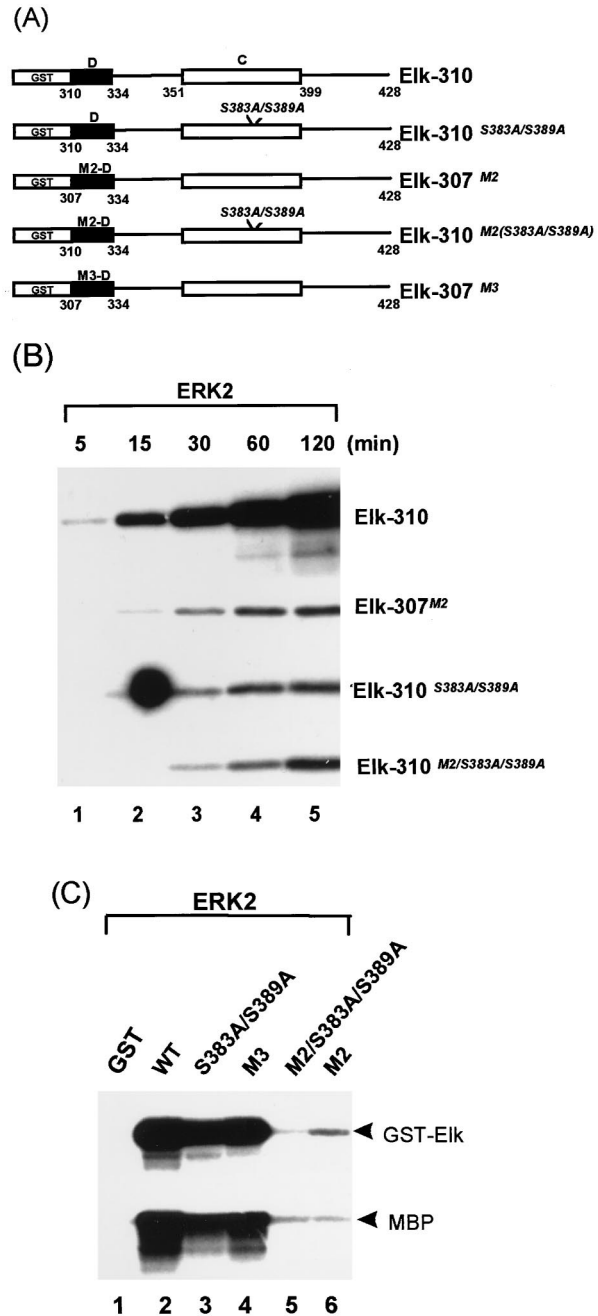 (A)
D C
GST Elk-310
310 334 351 399 428
D S383A/S389A
GST Elk-310 S383A/S389A
310 334 428
M2-D
GST Elk-307 M2
307 334 428
M2-D S383A/S389A
GST Elk-310 M2(S383A/S389A)
310 334 428
M3-D
GST Elk-307 M3
307 334 428
(B)
ERK2
5 15 30 60 120 (min)
Elk-310
Elk-307 M2
Elk-310 S383A/S389A
Elk-310 M2/S383A/S389A
1 2 3 4 5
(C)
ERK2
GST WT S383A/S389A M3 M2/S383A/S389A M2
GST-Elk
MBP
1 2 3 4 5 6